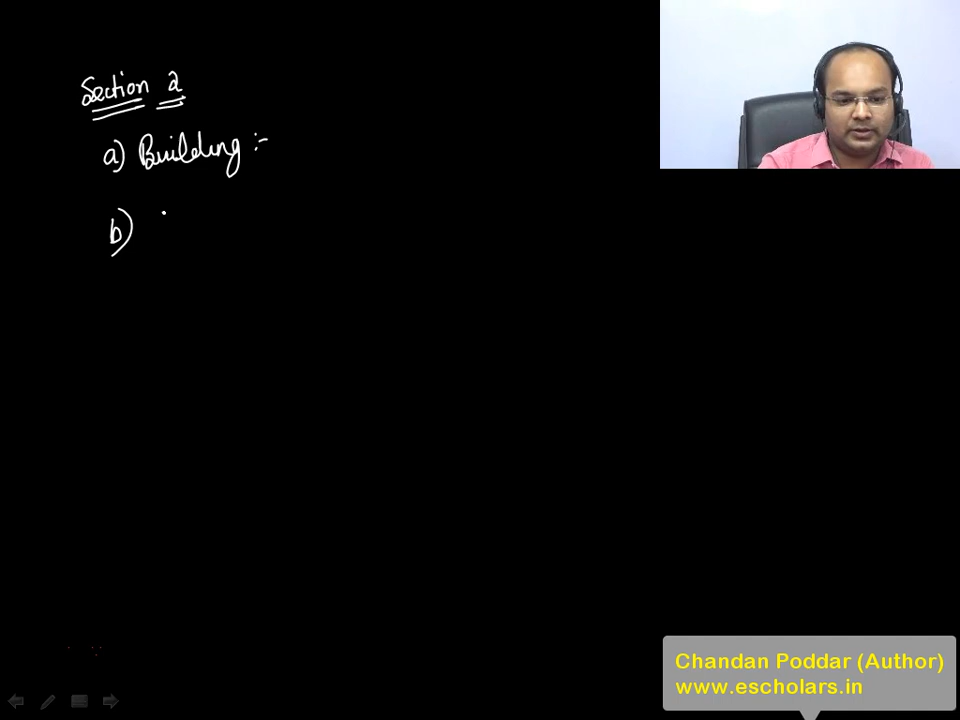 Section 2
a) Building :-
b)
Chandan Poddar (Author)
www.escholars.in